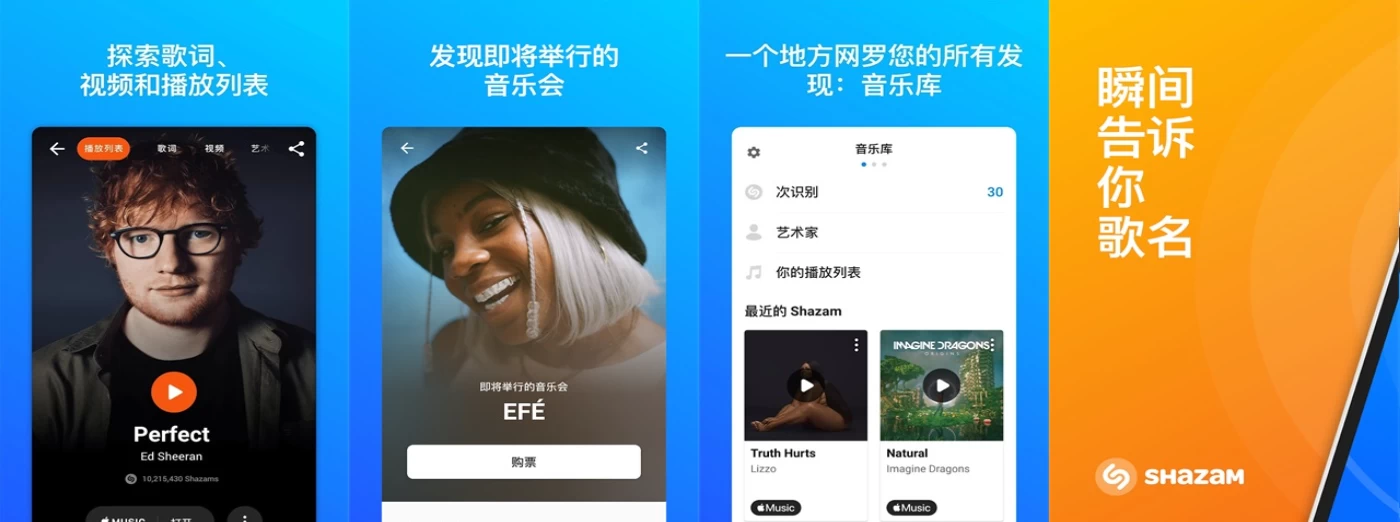 探索歌词、
视频和播放列表
播放列表
歌词
视频
艺术
Perfect
Ed Sheeran
10,215,430 Shazams
MUSIC
打开
发现即将举行的
音乐会
即将举行的音乐会
EFÉ
购票
一个地方网罗您的所有发
现：音乐库
音乐库
次识别
30
艺术家
你的播放列表
最近的 Shazam
IMAGINE DRAGONS
ORIGINS
Truth Hurts
Lizzo
Music
Natural
Imagine Dragons
Music
瞬间
告诉
你
歌名
SHAZAM